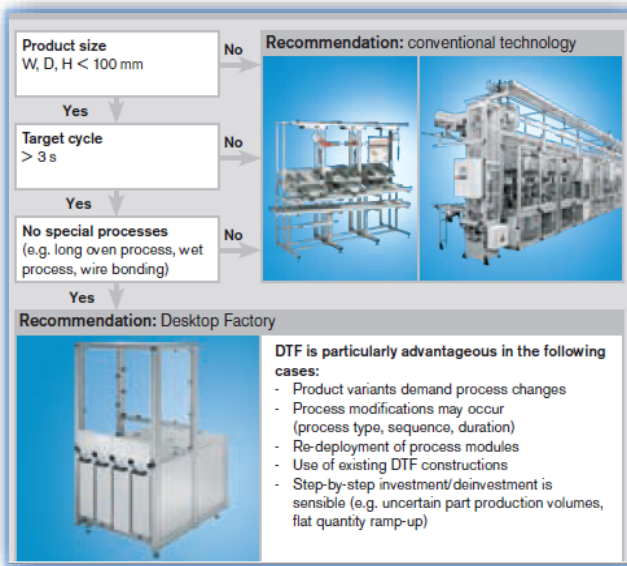 Product size
W, D, H < 100 mm
No
Recommendation: conventional technology
Yes
Target cycle
> 3 s
No
Yes
No special processes
(e.g. long oven process, wet
process, wire bonding)
No
Yes
Recommendation: Desktop Factory
DTF is particularly advantageous in the following
cases:
- Product variants demand process changes
- Process modifications may occur
(process type, sequence, duration)
- Re-deployment of process modules
- Use of existing DTF constructions
- Step-by-step investment/deinvestment is
sensible (e.g. uncertain part production volumes,
flat quantity ramp-up)